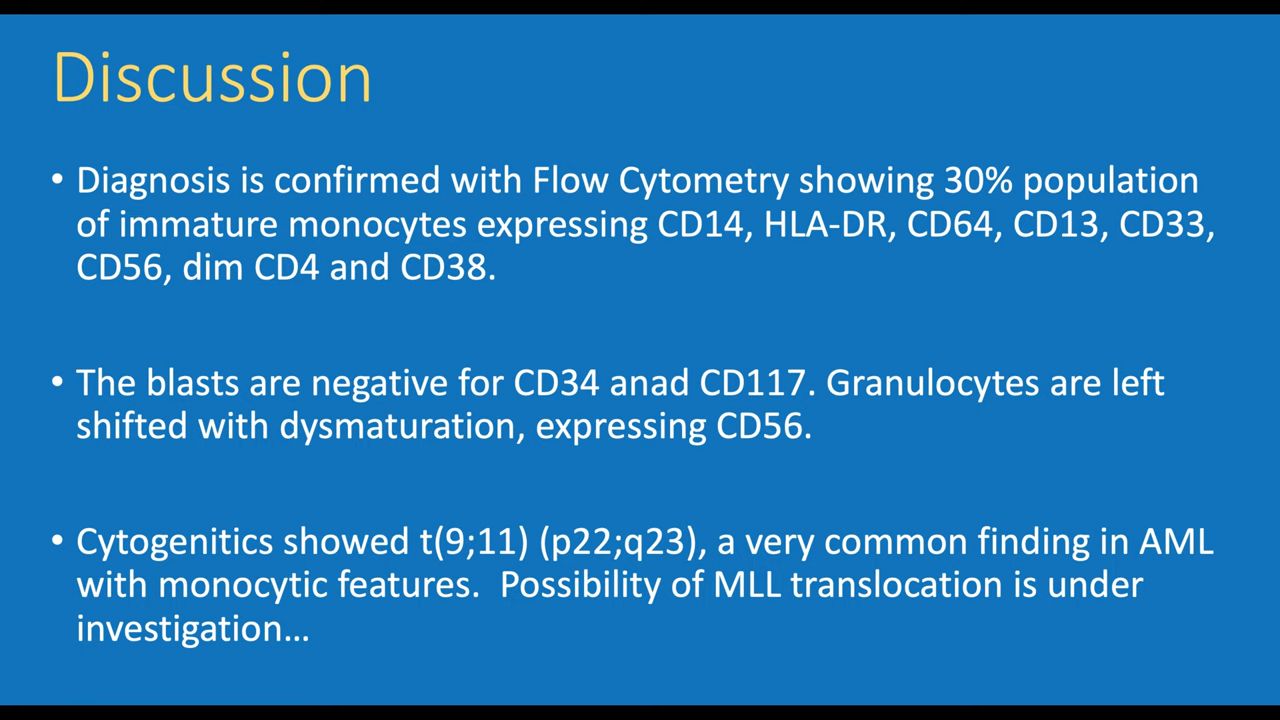 Discussion
• Diagnosis is confirmed with Flow Cytometry showing 30% population
of immature monocytes expressing CD14, HLA-DR, CD64, CD13, CD33,
CD56, dim CD4 and CD38.
• The blasts are negative for CD34 anad CD117. Granulocytes are left
shifted with dysmaturation, expressing CD56.
• Cytogenitics showed t(9;11) (p22;q23), a very common finding in AML
with monocytic features.  Possibility of MLL translocation is under
investigation…